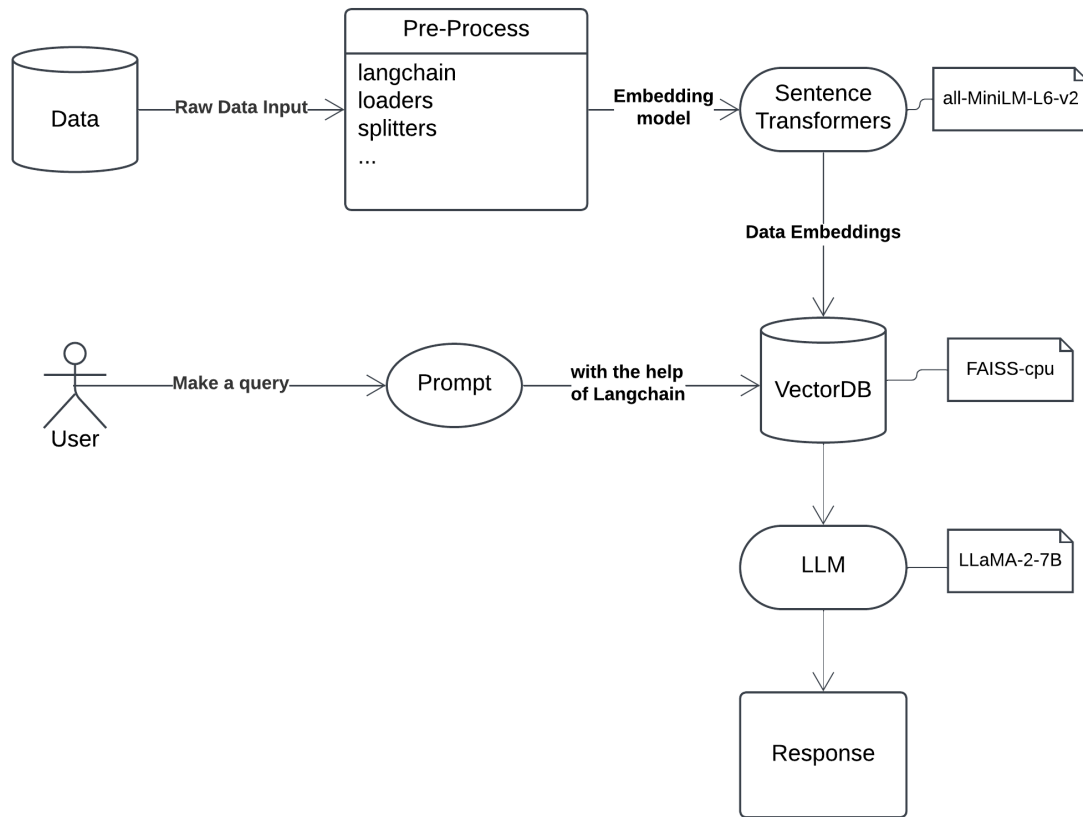 Pre-Process
langchain
loaders
splitters
...
Data
Raw Data Input
Embedding
model
Sentence
Transformers
all-MiniLM-L6-v2
Data Embeddings
User
Make a query
Prompt
with the help
of Langchain
VectorDB
FAISS-cpu
LLM
LLaMA-2-7B
Response